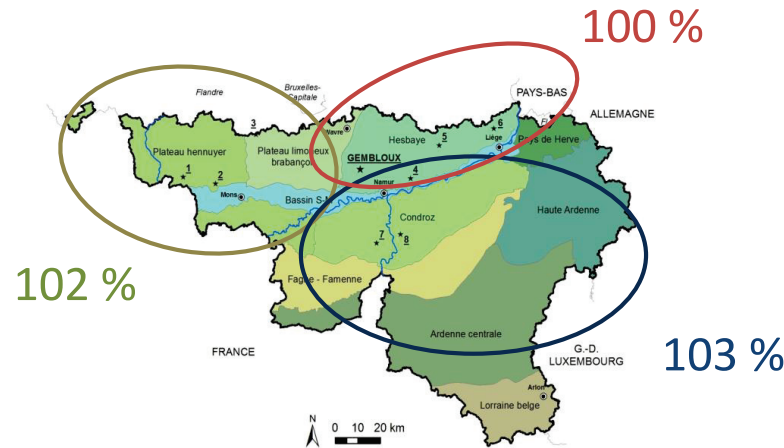 100 %
Flandre
Bruxelles-
Capitale
PAYS-BAS
ALLEMAGNE
3
6
Navre
5
Liège
Pays de Herve
Plateau hennuyer
Plateau limoneux
brabançon
Hesbaye
GEMBLOUX
1
2
4
Mons
Namur
Bassin S-M
Haute Ardenne
Condroz
7
8
102 %
Fagne - Famenne
Ardenne centrale
FRANCE
G.-D.
LUXEMBOURG
103 %
Arlon
Lorraine belge
N
0 10 20 km